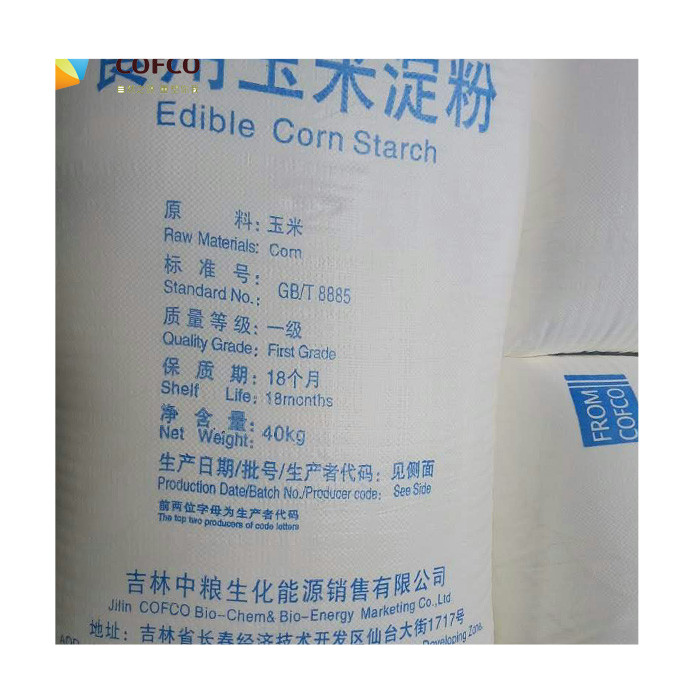 COFCO
食用玉米淀粉
Edible Corn Starch
原 料: 玉米
Raw Materials: Corn
标 准 号: GB/T 8885
Standard No.:
质量等级: 一级
Quality Grade: First Grade
保 质 期: 18个月
Shelf Life: 18months
净 含 量: 40kg
Net Weight:
生产日期/批号/生产者代码: 见侧面
Production Date/Batch No./Producer code: See Side
前两位字母为生产者代码
The top two producers of code letters
吉林中粮生化能源销售有限公司
Jilin COFCO Bio-Chem& Bio-Energy Marketing Co.,Ltd
地址: 吉林省长春经济技术开发区仙台大街1717号
ADD
Developing Zone.
FROM
COFCO